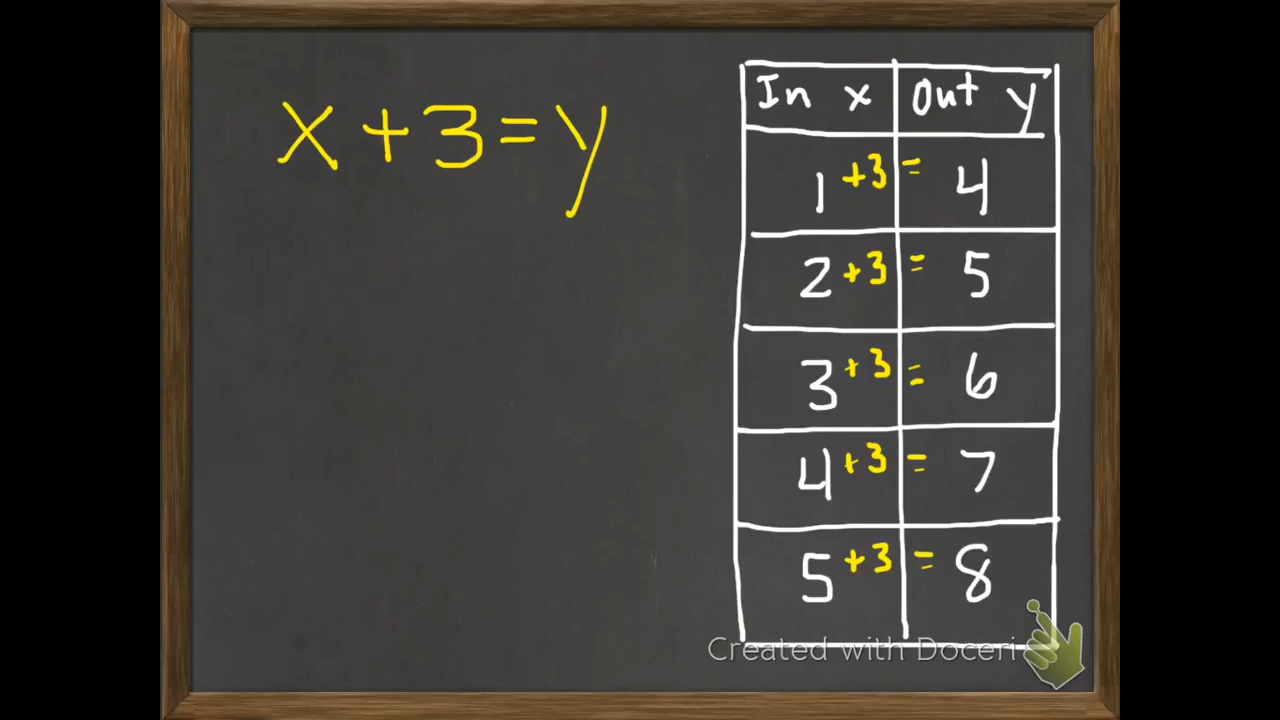 x + 3 = y
In x Out y
1 +3 = 4
2 +3 = 5
3 +3 = 6
4 +3 = 7
5 +3 = 8
Created with Doceri